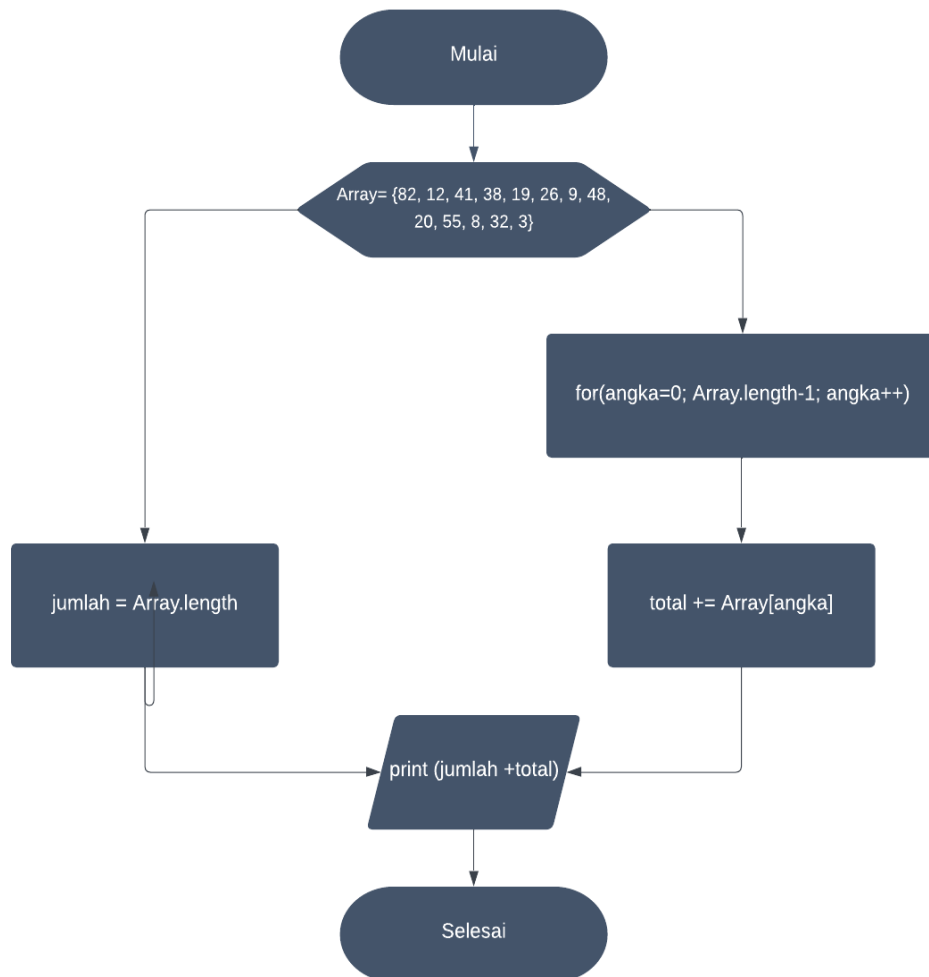 Mulai
Array= {82, 12, 41, 38, 19, 26, 9, 48,
20, 55, 8, 32, 3}
for(angka=0; Array.length-1; angka++)
jumlah = Array.length
total += Array[angka]
print (jumlah +total)
Selesai